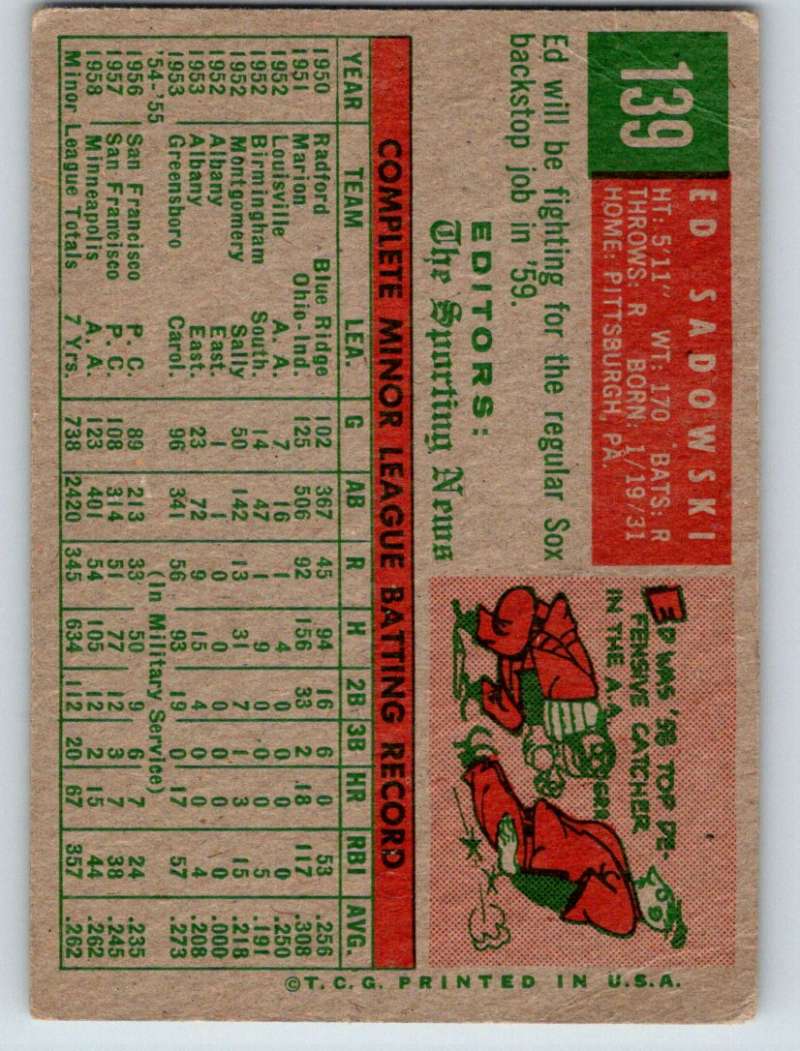 139
ED SADOWSKI
HT: 5'11" WT: 170 BATS: R
THROWS: R BORN: 1/19/31
HOME: PITTSBURGH, PA.
Ed will be fighting for the regular Sox
backstop job in '59.
EDITORS:
The Sporting News
ED WAS '58 TOP DE-
FENSIVE CATCHER
IN THE A.A.
GRR
COMPLETE MINOR LEAGUE BATTING RECORD
YEAR TEAM LEA. G AB R H 2B 3B HR RBI AVG.
1950 Radford Blue Ridge 102 367 45 94 16 6 0 53 .256
1951 Marion Ohio-Ind. 125 506 92 156 33 2 18 117 .308
1952 Louisville A. A. 7 16 1 4 0 0 0 1 .250
1952 Birmingham South. 14 47 1 9 0 0 0 5 .191
1952 Montgomery Sally 50 142 13 31 7 1 3 15 .218
1952 Albany East. 1 1 0 0 0 0 0 0 .000
1953 Albany East. 23 72 9 15 4 0 0 4 .208
1953 Greensboro Carol. 96 341 56 93 19 0 17 57 .273
'54-'55 (In Military Service)
1956 San Francisco P. C. 89 213 33 50 9 6 7 24 .235
1957 San Francisco P. C. 108 314 51 77 12 3 7 38 .245
1958 Minneapolis A. A. 123 401 54 105 12 2 15 44 .262
Minor League Totals 7 Yrs. 738 2420 345 634 112 20 67 357 .262
©T.C.G. PRINTED IN U.S.A.